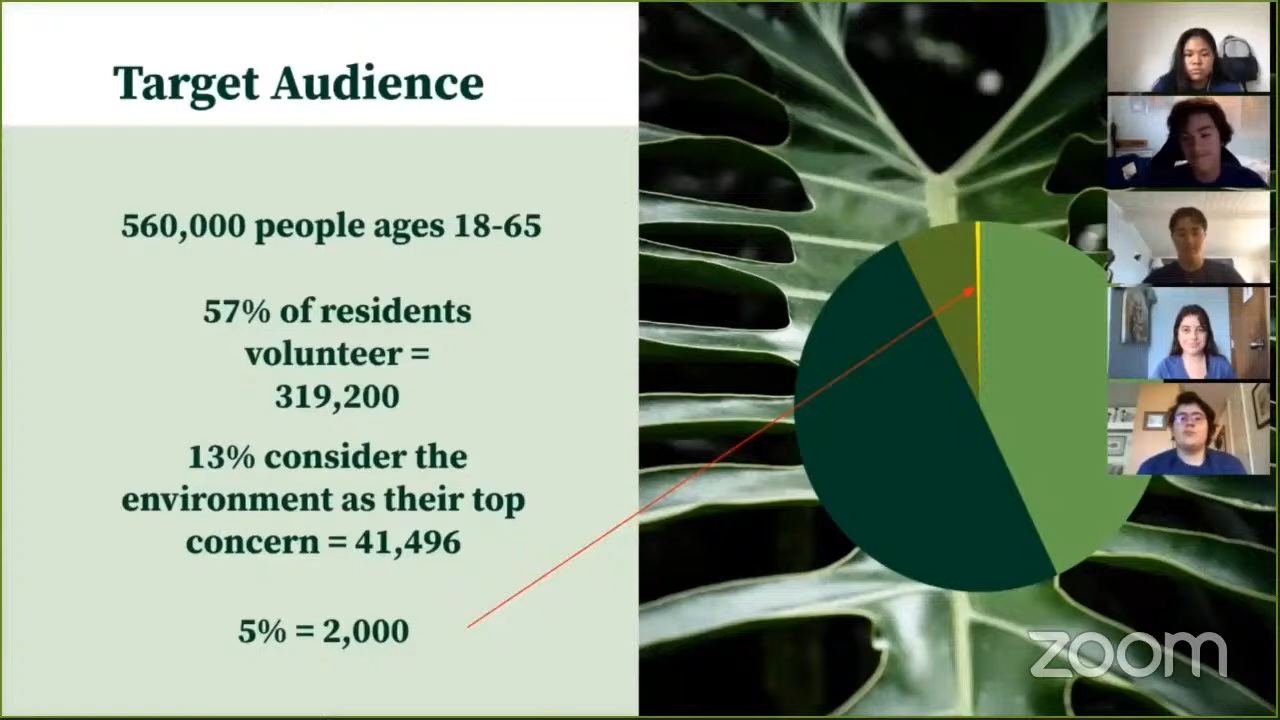 Target Audience
560,000 people ages 18-65
57% of residents
volunteer =
319,200
13% consider the
environment as their top
concern = 41,496
5% = 2,000
zoom